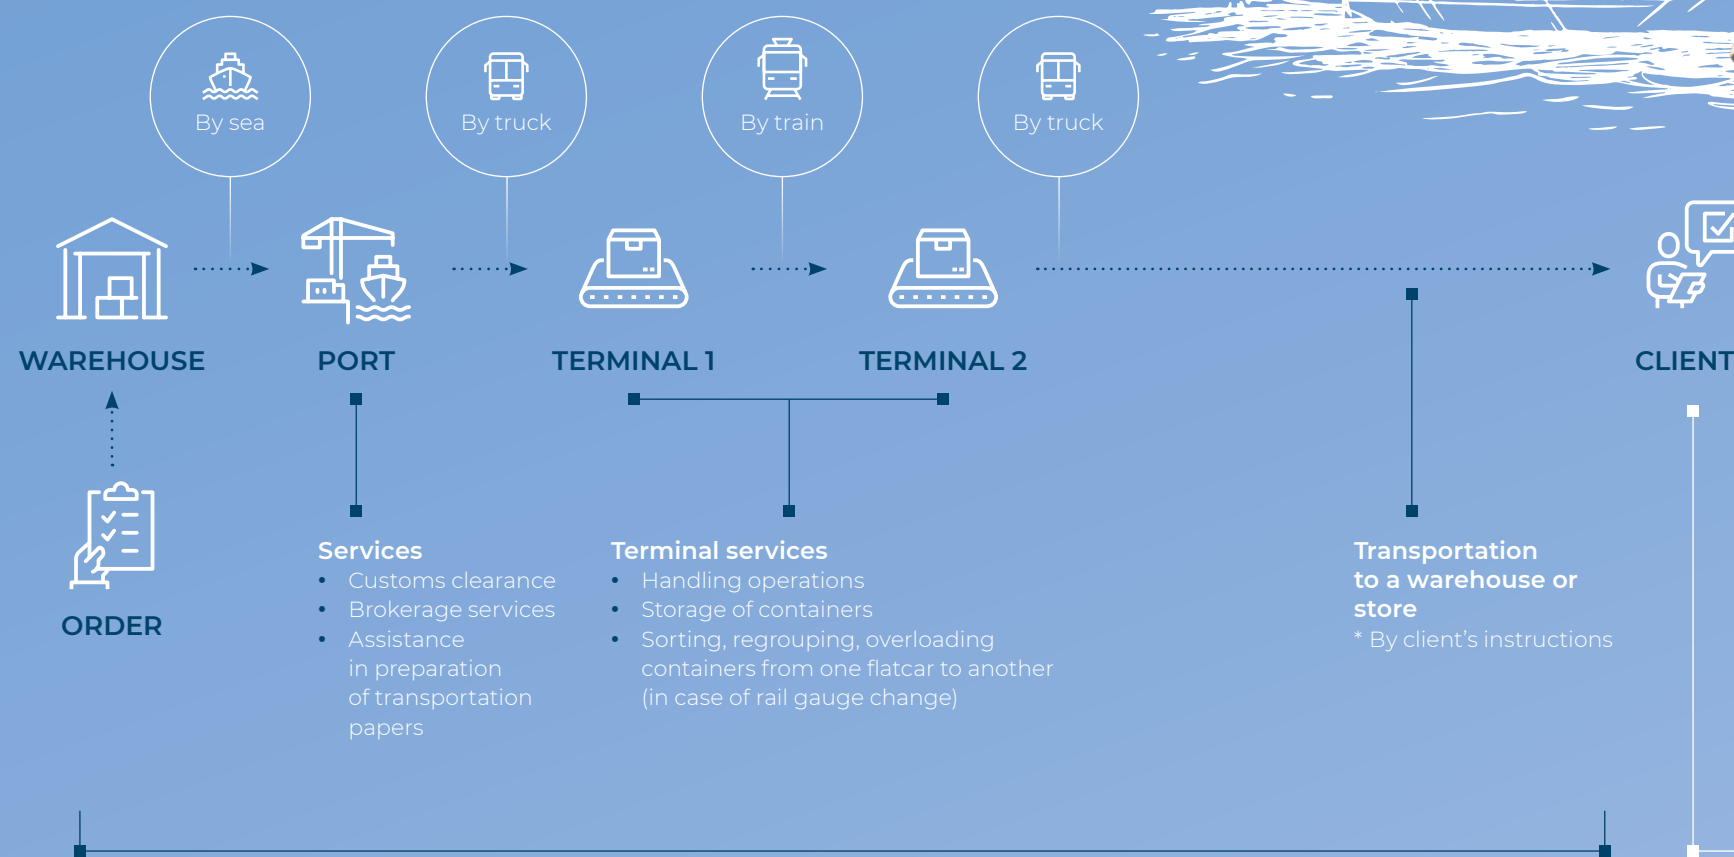 By sea
By truck
By train
By truck
WAREHOUSE
PORT
TERMINAL 1
TERMINAL 2
CLIENT
ORDER
Services
• Customs clearance
• Brokerage services
• Assistance
in preparation
of transportation
papers
Terminal services
• Handling operations
• Storage of containers
• Sorting, regrouping, overloading
containers from one flatcar to another
(in case of rail gauge change)
Transportation
to a warehouse or
store
* By client’s instructions